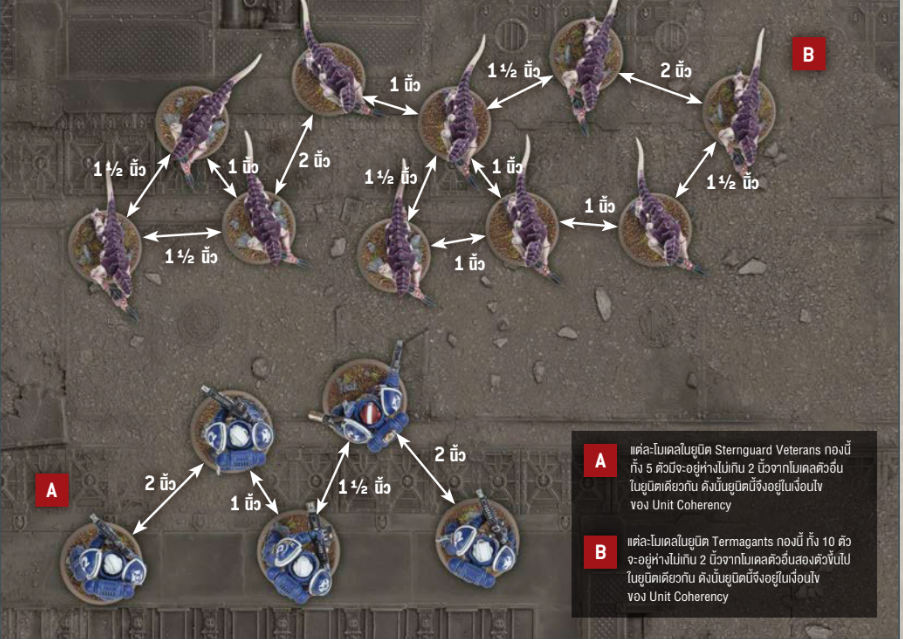 B
1 นิ้ว
1 ½ นิ้ว
2 นิ้ว
1 ½ นิ้ว
1 นิ้ว
2 นิ้ว
1 ½ นิ้ว
1 นิ้ว
1 ½ นิ้ว
1 นิ้ว
1 ½ นิ้ว
1 นิ้ว
A
2 นิ้ว
1 นิ้ว
1 ½ นิ้ว
2 นิ้ว
A
แต่ละโมเดลในยูนิต Sternguard Veterans กองนี้
ทั้ง 5 ตัวมีจะอยู่ห่างไม่เกิน 2 นิ้วจากโมเดลตัวอื่น
ในยูนิตเดียวกัน ดังนั้นยูนิตนี้จึงอยู่ในเงื่อนไข
ของ Unit Coherency
B
แต่ละโมเดลในยูนิต Termagants กองนี้ ทั้ง 10 ตัว
จะอยู่ห่างไม่เกิน 2 นิ้วจากโมเดลตัวอื่นสองตัวขึ้นไป
ในยูนิตเดียวกัน ดังนั้นยูนิตนี้จึงอยู่ในเงื่อนไข
ของ Unit Coherency